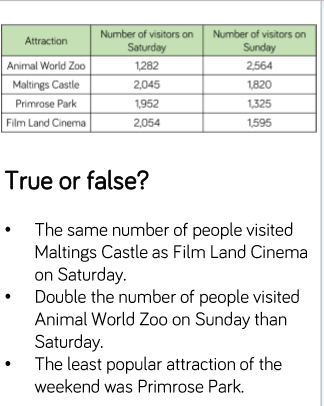 Attraction Number of visitors on Saturday Number of visitors on Sunday
Animal World Zoo 1,282 2,564
Maltings Castle 2,045 1,820
Primrose Park 1,952 1,325
Film Land Cinema 2,054 1,595
True or false?
• The same number of people visited
Maltings Castle as Film Land Cinema
on Saturday.
• Double the number of people visited
Animal World Zoo on Sunday than
Saturday.
• The least popular attraction of the
weekend was Primrose Park.